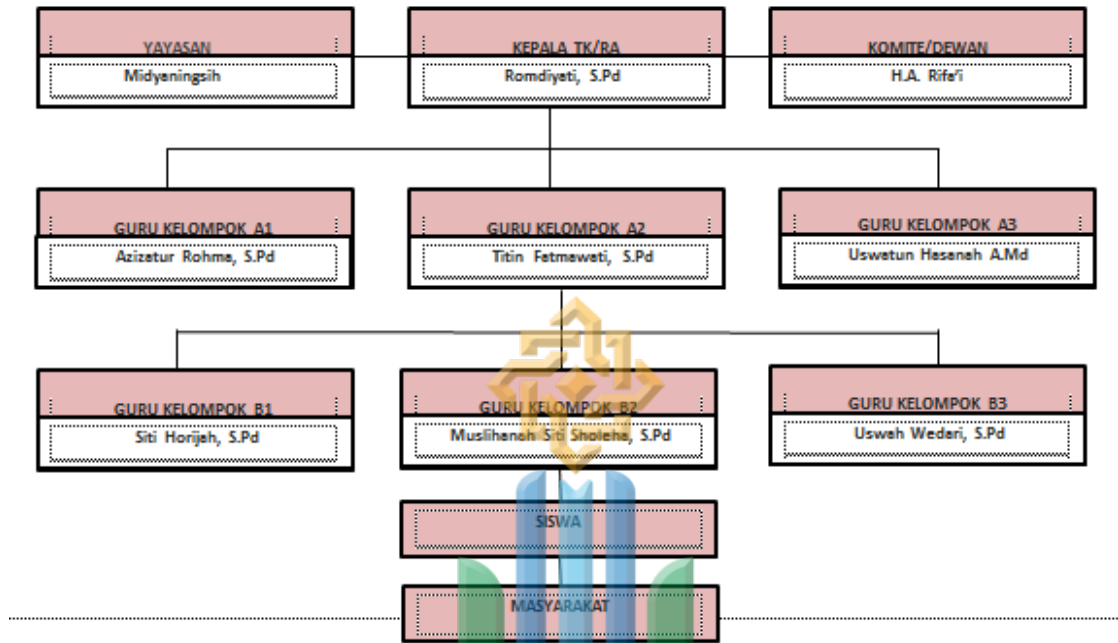 YAYASAN
Midyaningsih
KEPALA TK/RA
Romdiyati, S.Pd
KOMITE/DEWAN
H.A. Rifa'i
GURU KELOMPOK A1
Azizatur Rohma, S.Pd
GURU KELOMPOK A2
Titin Fatmawati, S.Pd
GURU KELOMPOK A3
Uswatun Hasanah A.Md
GURU KELOMPOK B1
Siti Horijah, S.Pd
GURU KELOMPOK B2
Muslihanah Siti Sholeha, S.Pd
GURU KELOMPOK B3
Uswah Wedari, S.Pd
SISWA
MASYARAKAT